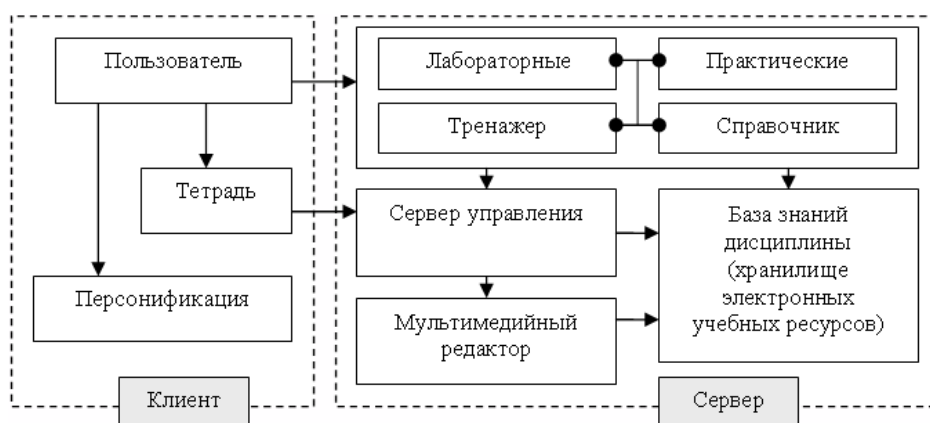 Пользователь
Лабораторные
Практические
Тренажер
Справочник
Тетрадь
Сервер управления
База знаний
дисциплины
(хранилище
электронных
учебных ресурсов)
Персонификация
Мультимедийный
редактор
Клиент
Сервер